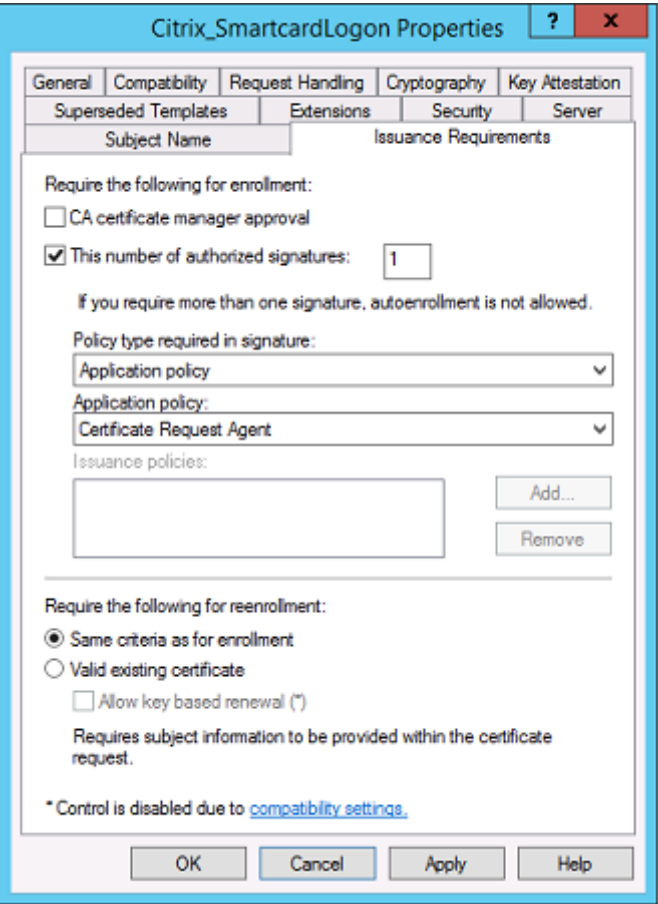 Citrix_SmartcardLogon Properties
? x
General Compatibility Request Handling Cryptography Key Attestation
Superseded Templates Extensions Security Server
Subject Name Issuance Requirements
Require the following for enrollment:
CA certificate manager approval
This number of authorized signatures: 1
If you require more than one signature, autoenrollment is not allowed.
Policy type required in signature:
Application policy
Application policy:
Certificate Request Agent
Issuance policies:
Add...
Remove
Require the following for reenrollment:
Same criteria as for enrollment
Valid existing certificate
Allow key based renewal (*)
Requires subject information to be provided within the certificate
request.
* Control is disabled due to compatibility settings.
OK Cancel Apply Help